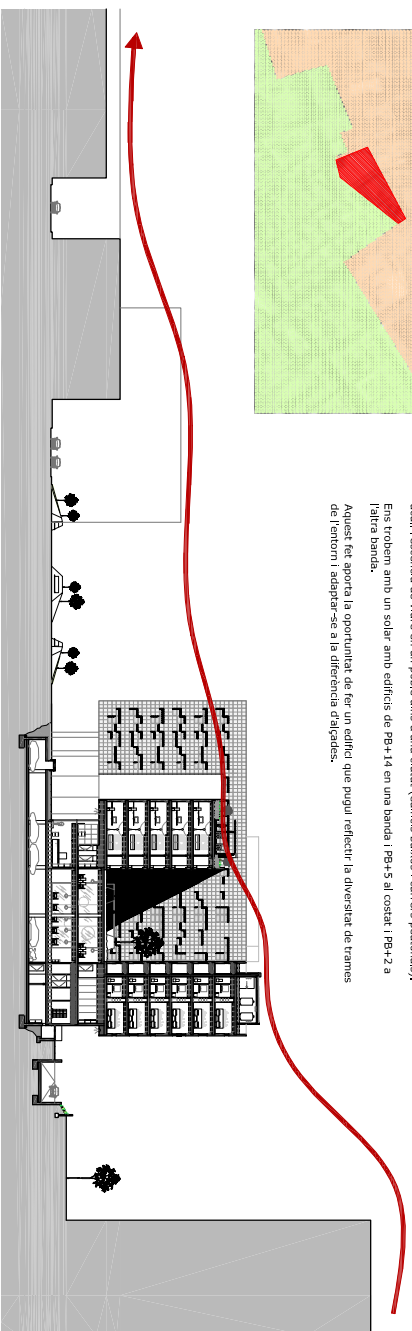 Ens trobem amb un solar amb edificis de PB+14 en una banda i PB+5 al costat i PB+2 a
l'altra banda.
Aquest fet aporta la oportunitat de fer un edifici que pugui reflectir la diversitat de trames
de l'entorn i adaptar-se a la diferència d'alçades.